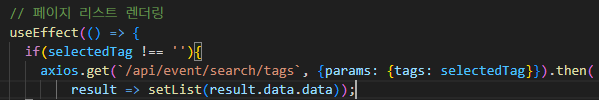 // 페이지 리스트 렌더링
useEffect(() => {
if(selectedTag !== ''){
axios.get(`/api/event/search/tags`, {params: {tags: selectedTag}}).then(
result => setList(result.data.data));